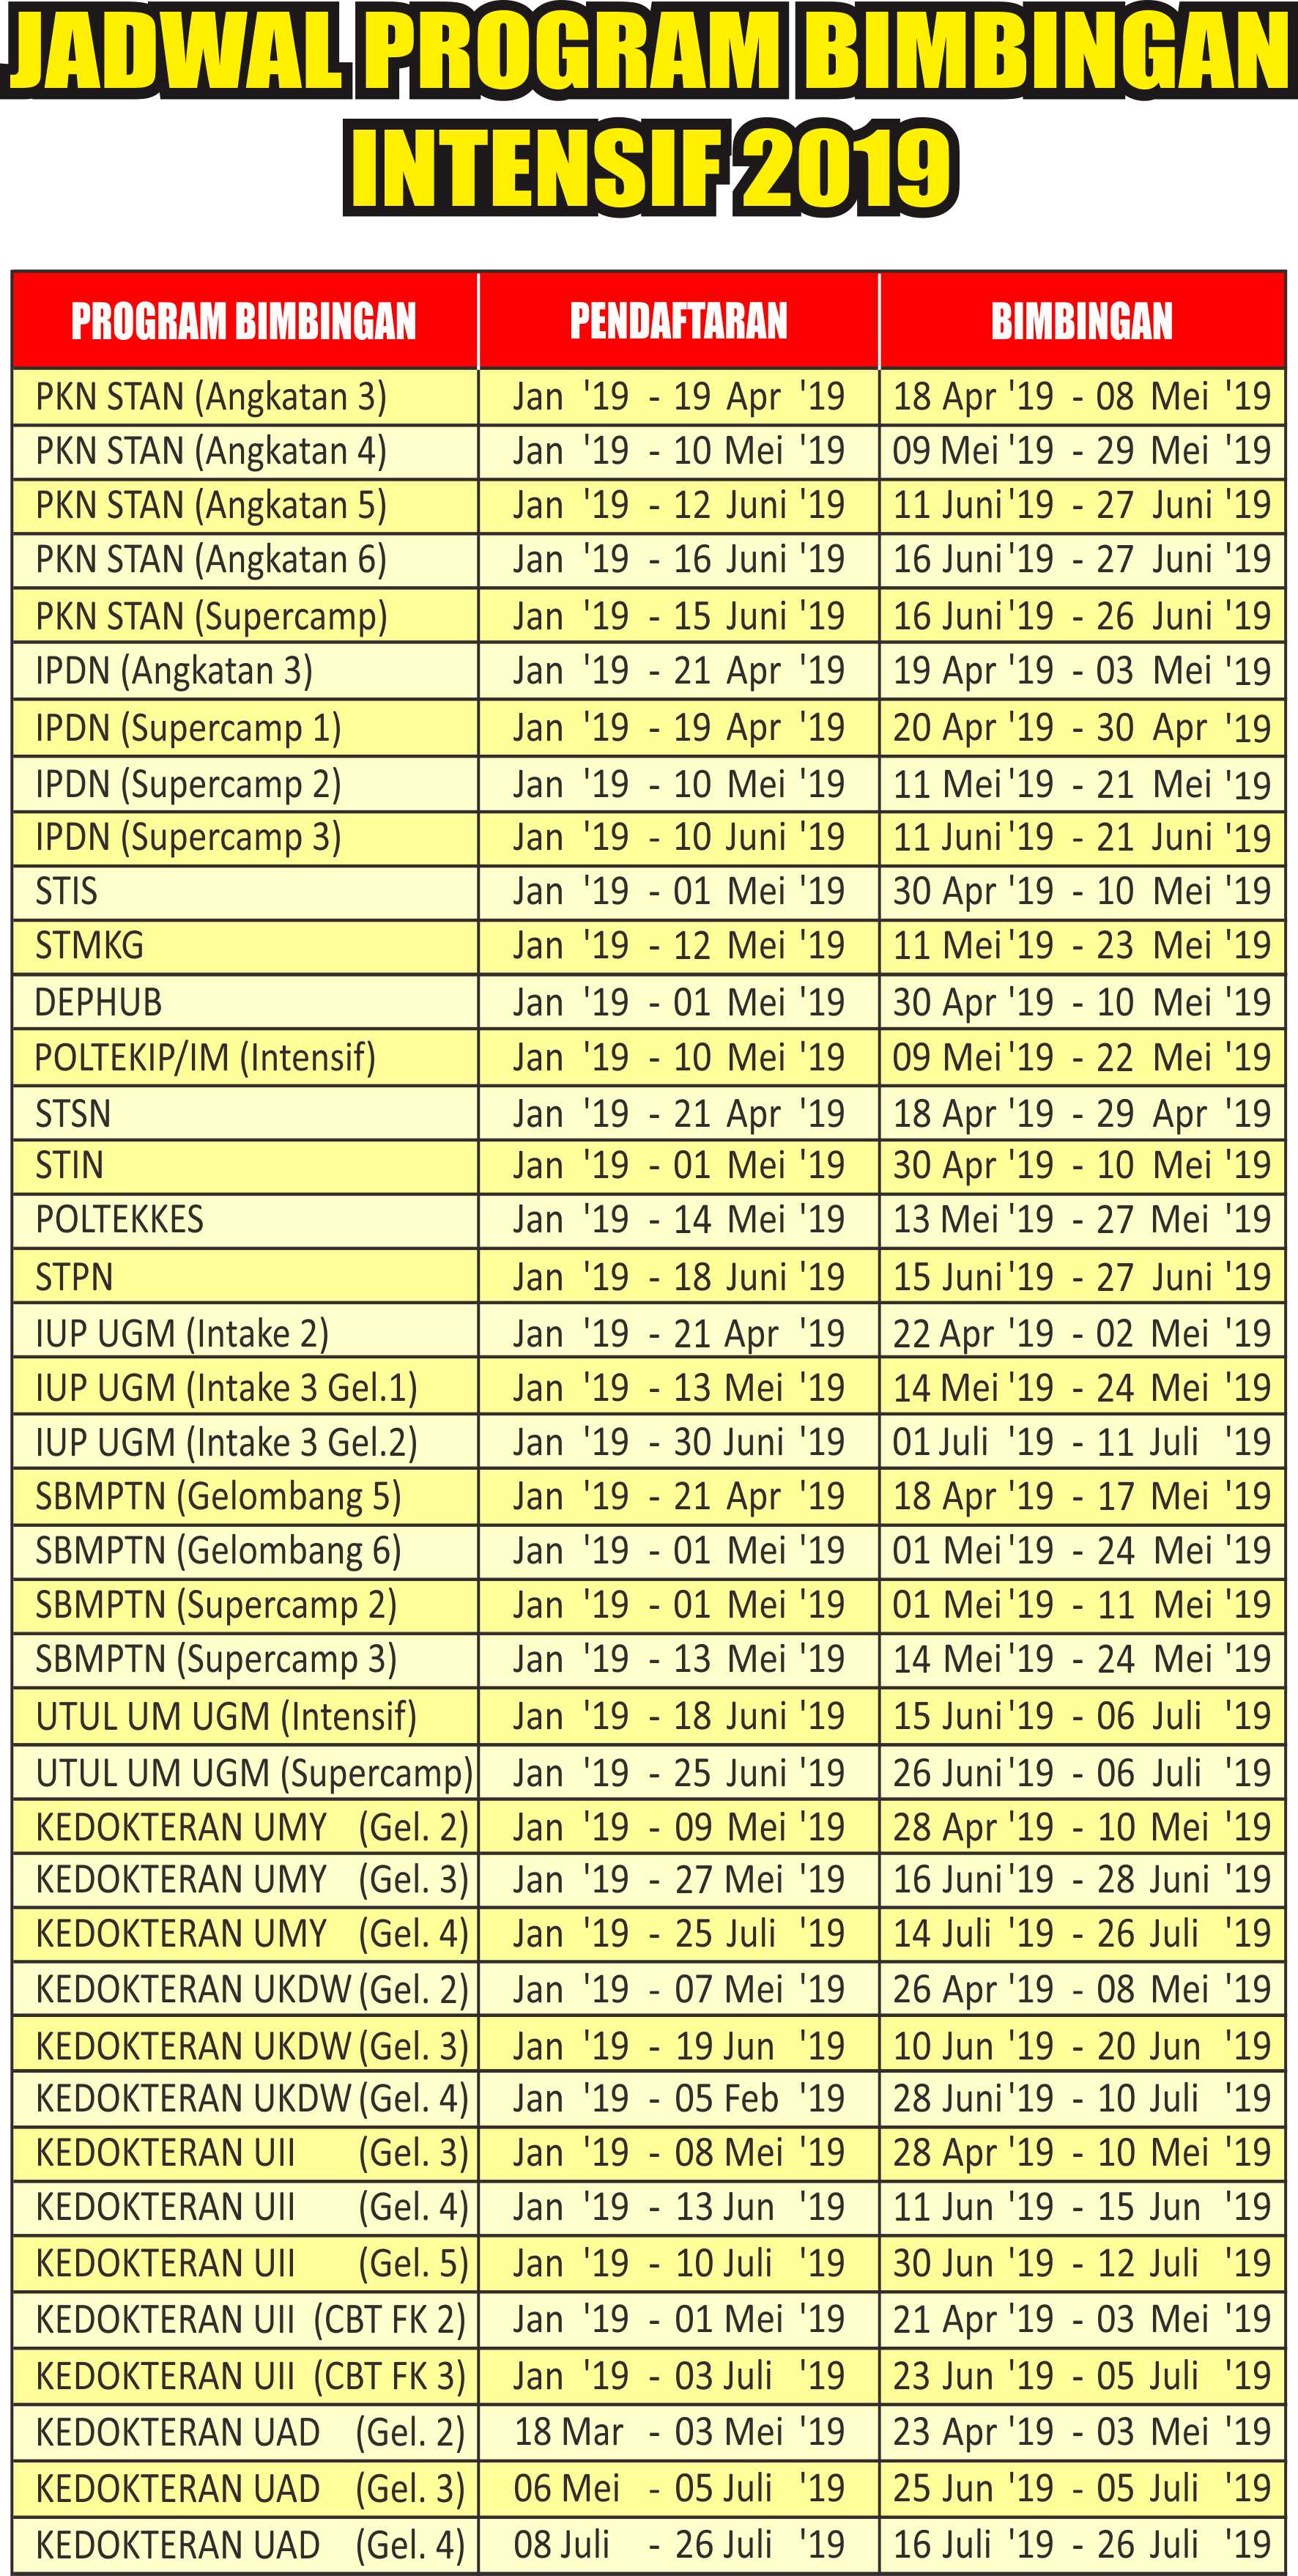 JADWAL PROGRAM BIMBINGAN
INTENSIF 2019
PROGRAM BIMBINGAN PENDAFTARAN BIMBINGAN
PKN STAN (Angkatan 3) Jan '19 - 19 Apr '19 18 Apr '19 - 08 Mei '19
PKN STAN (Angkatan 4) Jan '19 - 10 Mei '19 09 Mei '19 - 29 Mei '19
PKN STAN (Angkatan 5) Jan '19 - 12 Juni '19 11 Juni '19 - 27 Juni '19
PKN STAN (Angkatan 6) Jan '19 - 16 Juni '19 16 Juni '19 - 27 Juni '19
PKN STAN (Supercamp) Jan '19 - 15 Juni '19 16 Juni '19 - 26 Juni '19
IPDN (Angkatan 3) Jan '19 - 21 Apr '19 19 Apr '19 - 03 Mei '19
IPDN (Supercamp 1) Jan '19 - 19 Apr '19 20 Apr '19 - 30 Apr '19
IPDN (Supercamp 2) Jan '19 - 10 Mei '19 11 Mei '19 - 21 Mei '19
IPDN (Supercamp 3) Jan '19 - 10 Juni '19 11 Juni '19 - 21 Juni '19
STIS Jan '19 - 01 Mei '19 30 Apr '19 - 10 Mei '19
STMKG Jan '19 - 12 Mei '19 11 Mei '19 - 23 Mei '19
DEPHUB Jan '19 - 01 Mei '19 30 Apr '19 - 10 Mei '19
POLTEKIP/IM (Intensif) Jan '19 - 10 Mei '19 09 Mei '19 - 22 Mei '19
STSN Jan '19 - 21 Apr '19 18 Apr '19 - 29 Apr '19
STIN Jan '19 - 01 Mei '19 30 Apr '19 - 10 Mei '19
POLTEKKES Jan '19 - 14 Mei '19 13 Mei '19 - 27 Mei '19
STPN Jan '19 - 18 Juni '19 15 Juni '19 - 27 Juni '19
IUP UGM (Intake 2) Jan '19 - 21 Apr '19 22 Apr '19 - 02 Mei '19
IUP UGM (Intake 3 Gel.1) Jan '19 - 13 Mei '19 14 Mei '19 - 24 Mei '19
IUP UGM (Intake 3 Gel.2) Jan '19 - 30 Juni '19 01 Juli '19 - 11 Juli '19
SBMPTN (Gelombang 5) Jan '19 - 21 Apr '19 18 Apr '19 - 17 Mei '19
SBMPTN (Gelombang 6) Jan '19 - 01 Mei '19 01 Mei '19 - 24 Mei '19
SBMPTN (Supercamp 2) Jan '19 - 01 Mei '19 01 Mei '19 - 11 Mei '19
SBMPTN (Supercamp 3) Jan '19 - 13 Mei '19 14 Mei '19 - 24 Mei '19
UTUL UM UGM (Intensif) Jan '19 - 18 Juni '19 15 Juni '19 - 06 Juli '19
UTUL UM UGM (Supercamp) Jan '19 - 25 Juni '19 26 Juni '19 - 06 Juli '19
KEDOKTERAN UMY (Gel. 2) Jan '19 - 09 Mei '19 28 Apr '19 - 10 Mei '19
KEDOKTERAN UMY (Gel. 3) Jan '19 - 27 Mei '19 16 Juni '19 - 28 Juni '19
KEDOKTERAN UMY (Gel. 4) Jan '19 - 25 Juli '19 14 Juli '19 - 26 Juli '19
KEDOKTERAN UKDW (Gel. 2) Jan '19 - 07 Mei '19 26 Apr '19 - 08 Mei '19
KEDOKTERAN UKDW (Gel. 3) Jan '19 - 19 Jun '19 10 Jun '19 - 20 Jun '19
KEDOKTERAN UKDW (Gel. 4) Jan '19 - 05 Feb '19 28 Juni '19 - 10 Juli '19
KEDOKTERAN UII (Gel. 3) Jan '19 - 08 Mei '19 28 Apr '19 - 10 Mei '19
KEDOKTERAN UII (Gel. 4) Jan '19 - 13 Jun '19 11 Jun '19 - 15 Jun '19
KEDOKTERAN UII (Gel. 5) Jan '19 - 10 Juli '19 30 Jun '19 - 12 Juli '19
KEDOKTERAN UII (CBT FK 2) Jan '19 - 01 Mei '19 21 Apr '19 - 03 Mei '19
KEDOKTERAN UII (CBT FK 3) Jan '19 - 03 Juli '19 23 Jun '19 - 05 Juli '19
KEDOKTERAN UAD (Gel. 2) 18 Mar - 03 Mei '19 23 Apr '19 - 03 Mei '19
KEDOKTERAN UAD (Gel. 3) 06 Mei - 05 Juli '19 25 Jun '19 - 05 Juli '19
KEDOKTERAN UAD (Gel. 4) 08 Juli - 26 Juli '19 16 Juli '19 - 26 Juli '19